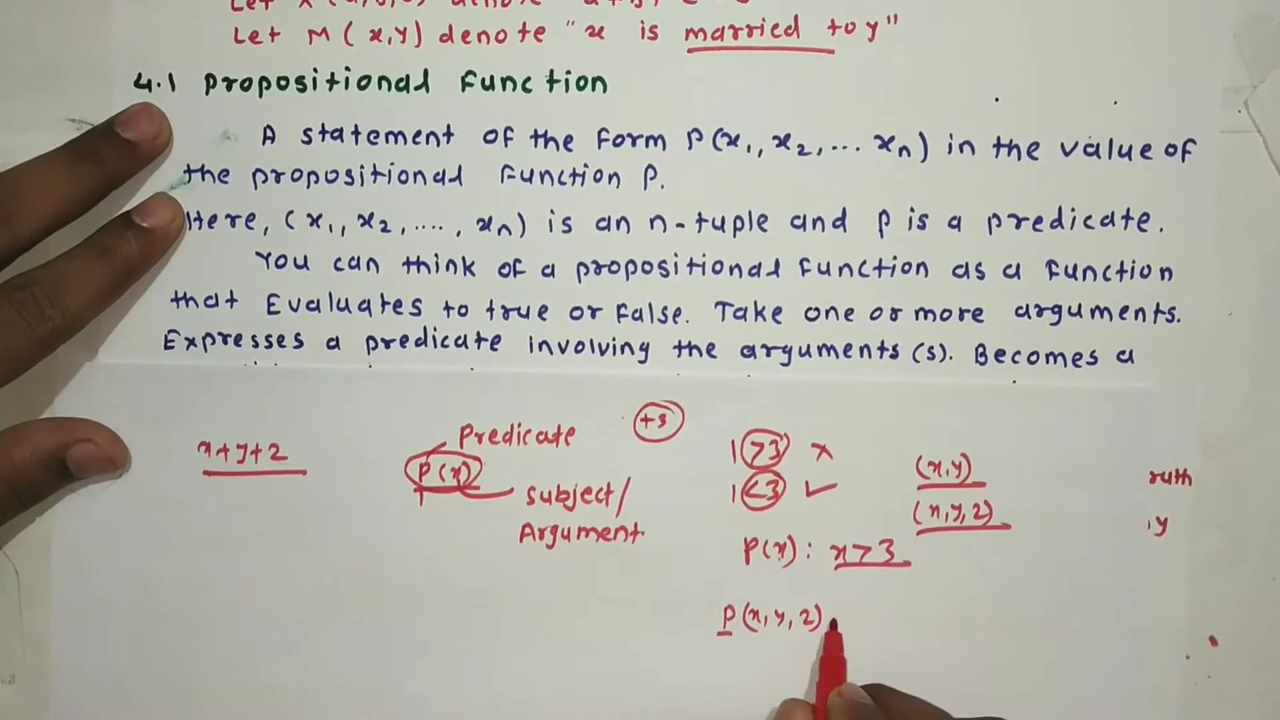 Let M (x,y) denote "x is married to y"
4.1 Propositional Function
A statement of the form P(x₁, x₂, ... xₙ) in the value of
the propositional function P.
Here, (x₁, x₂, ...., xₙ) is an n-tuple and P is a predicate.
You can think of a propositional function as a function
that Evaluates to true or false. Take one or more arguments.
Expresses a predicate involving the arguments (s). Becomes a
x+y+z
Predicate
P(x)
Subject/
Argument
+3
1 >3 ×
1 <3 ✓
P(x) : x>3
(x,y)
(x,y,z)
ruth
,y
P(x,y,z)